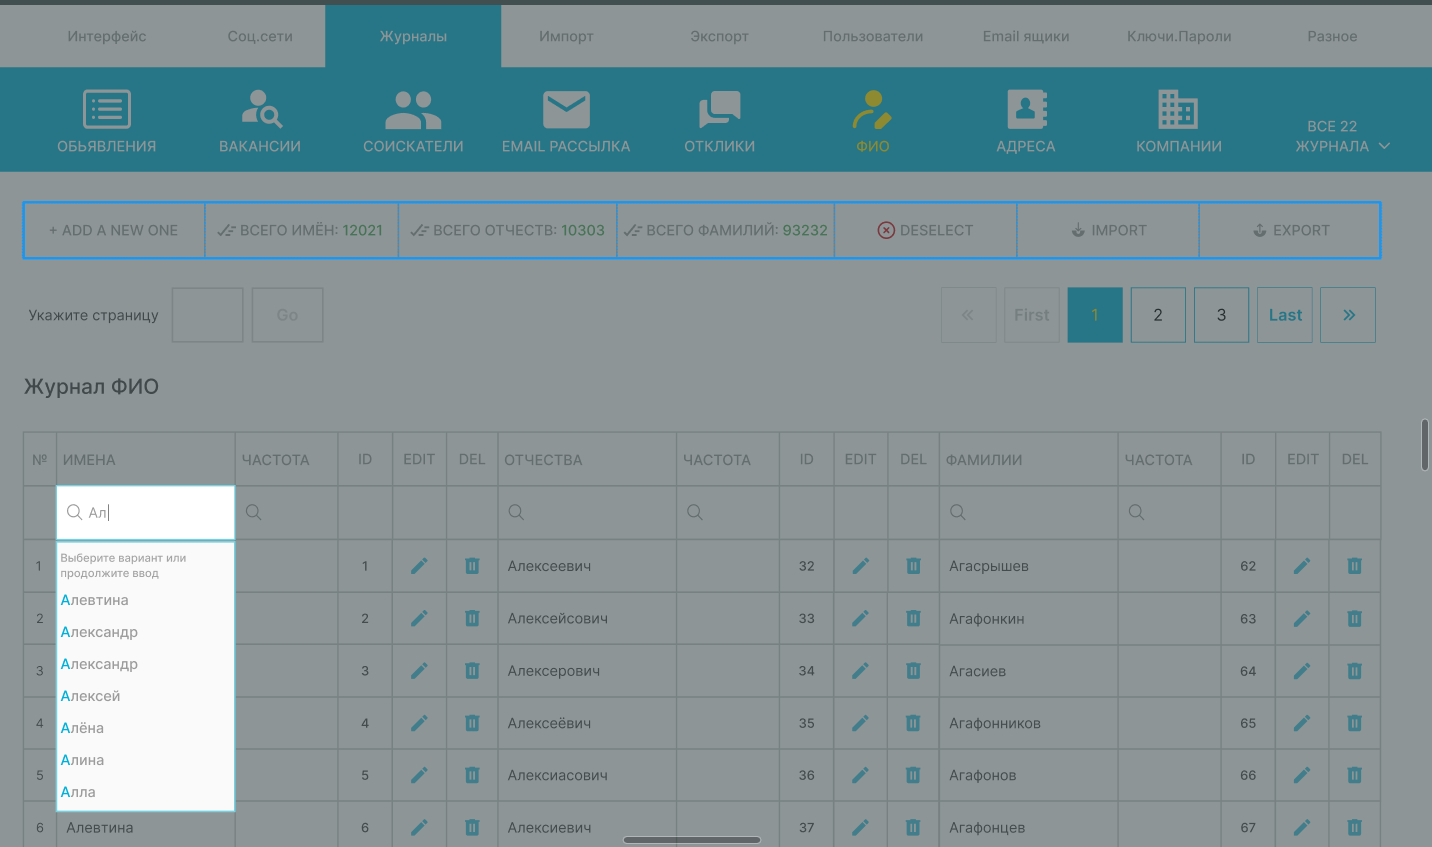 Интерфейс Соц.сети Журналы Импорт Экспорт Пользователи Email ящики Ключи.Пароли Разное
ОБЬЯВЛЕНИЯ ВАКАНСИИ СОИСКАТЕЛИ EMAIL РАССЫЛКА ОТКЛИКИ ФИО АДРЕСА КОМПАНИИ ВСЕ 22
ЖУРНАЛА
+ ADD A NEW ONE ВСЕГО ИМЁН: 12021 ВСЕГО ОТЧЕСТВ: 10303 ВСЕГО ФАМИЛИЙ: 93232 DESELECT IMPORT EXPORT
Укажите страницу Go « First 1 2 3 Last »
Журнал ФИО
№ ИМЕНА ЧАСТОТА ID EDIT DEL ОТЧЕСТВА ЧАСТОТА ID EDIT DEL ФАМИЛИИ ЧАСТОТА ID EDIT DEL
Ал
Выберите вариант или
продолжите ввод
Алевтина
Александр
Александр
Алексей
Алёна
Алина
Алла
1 1 Алексеевич 32 Агасрышев 62
2 2 Алексейсович 33 Агафонкин 63
3 3 Алексерович 34 Агасиев 64
4 4 Алексеёвич 35 Агафонников 65
5 5 Алексиасович 36 Агафонов 66
6 Алевтина 6 Алексиевич 37 Агафонцев 67